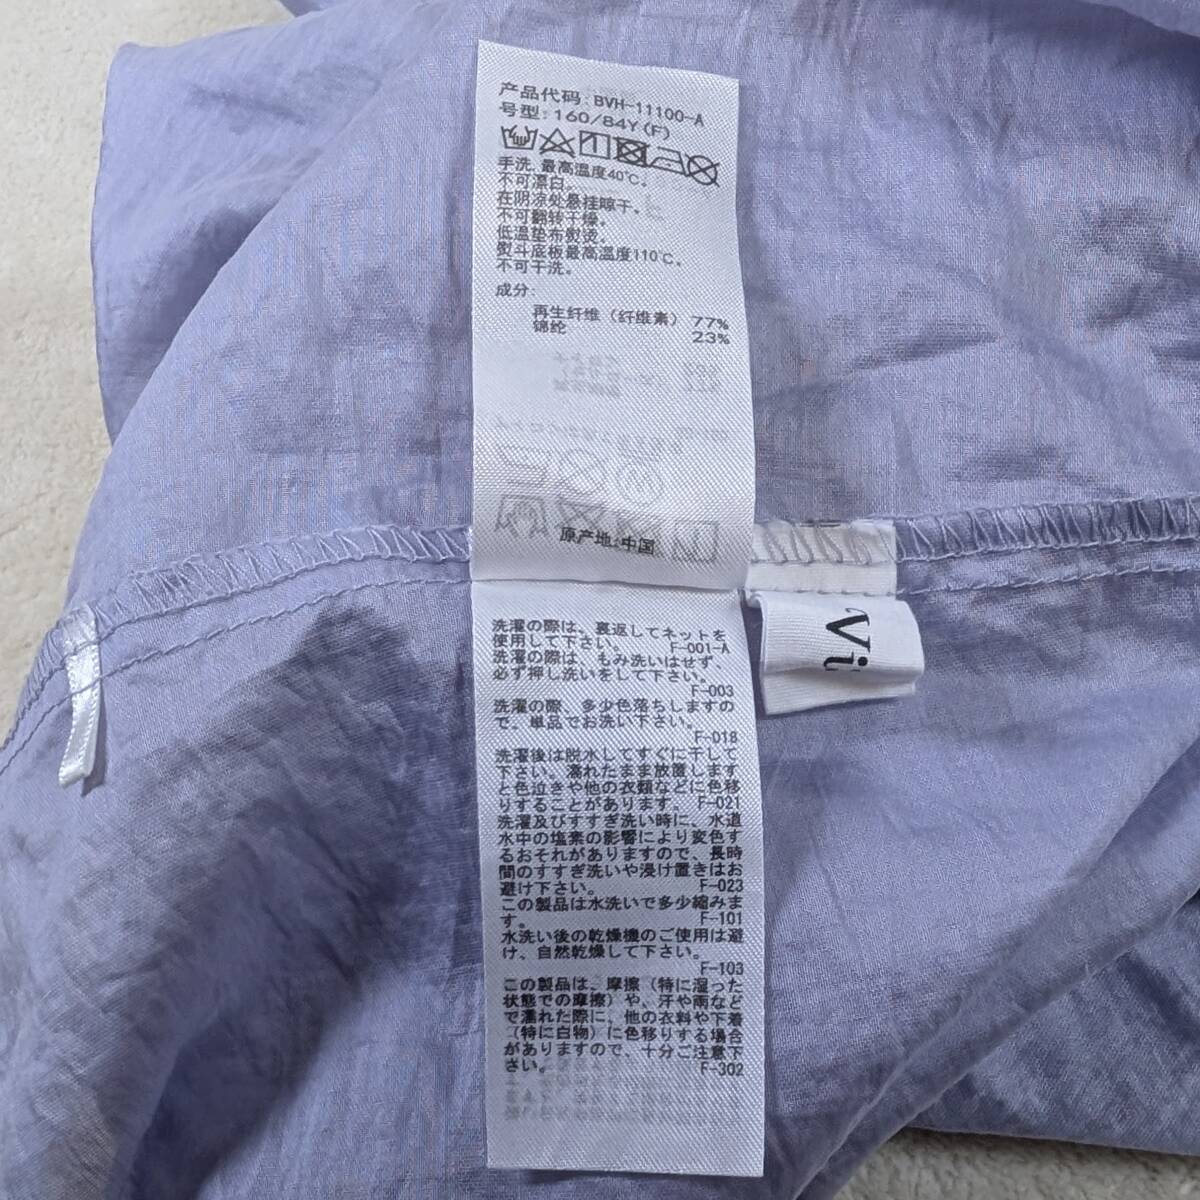 产品代码: BVH-11100-A
号型: 160/84Y(F)
手洗,最高温度40℃。
不可漂白。
在阴凉处悬挂晾干。
不可翻转干燥。
低温垫布熨烫。
熨斗底板最高温度110℃。
不可干洗。
成分:
再生纤维（纤维素） 77%
锦纶 23%
原产地:中国
洗濯の際は、裏返してネットを
使用して下さい。 F-001-A
洗濯の際は、もみ洗いはせず、
必ず押し洗いをして下さい。
F-003
洗濯の際、多少色落ちしますの
で、単品でお洗い下さい。
F-018
洗濯後は脱水してすぐに干して
下さい。濡れたまま放置します
と色泣きや他の衣類などに色移
りすることがあります。 F-021
洗濯及びすすぎ洗い時に、水道
水中の塩素の影響により変色す
るおそれがありますので、長時
間のすすぎ洗いや浸け置きはお
避け下さい。 F-023
この製品は水洗いで多少縮みま
す。 F-101
水洗い後の乾燥機のご使用は避
け、自然乾燥して下さい。
F-103
この製品は、摩擦（特に湿った
状態での摩擦）や、汗や雨など
で濡れた際に、他の衣料や下着
（特に白物）に色移りする場合
がありますので、十分ご注意下
さい。 F-302
Vi